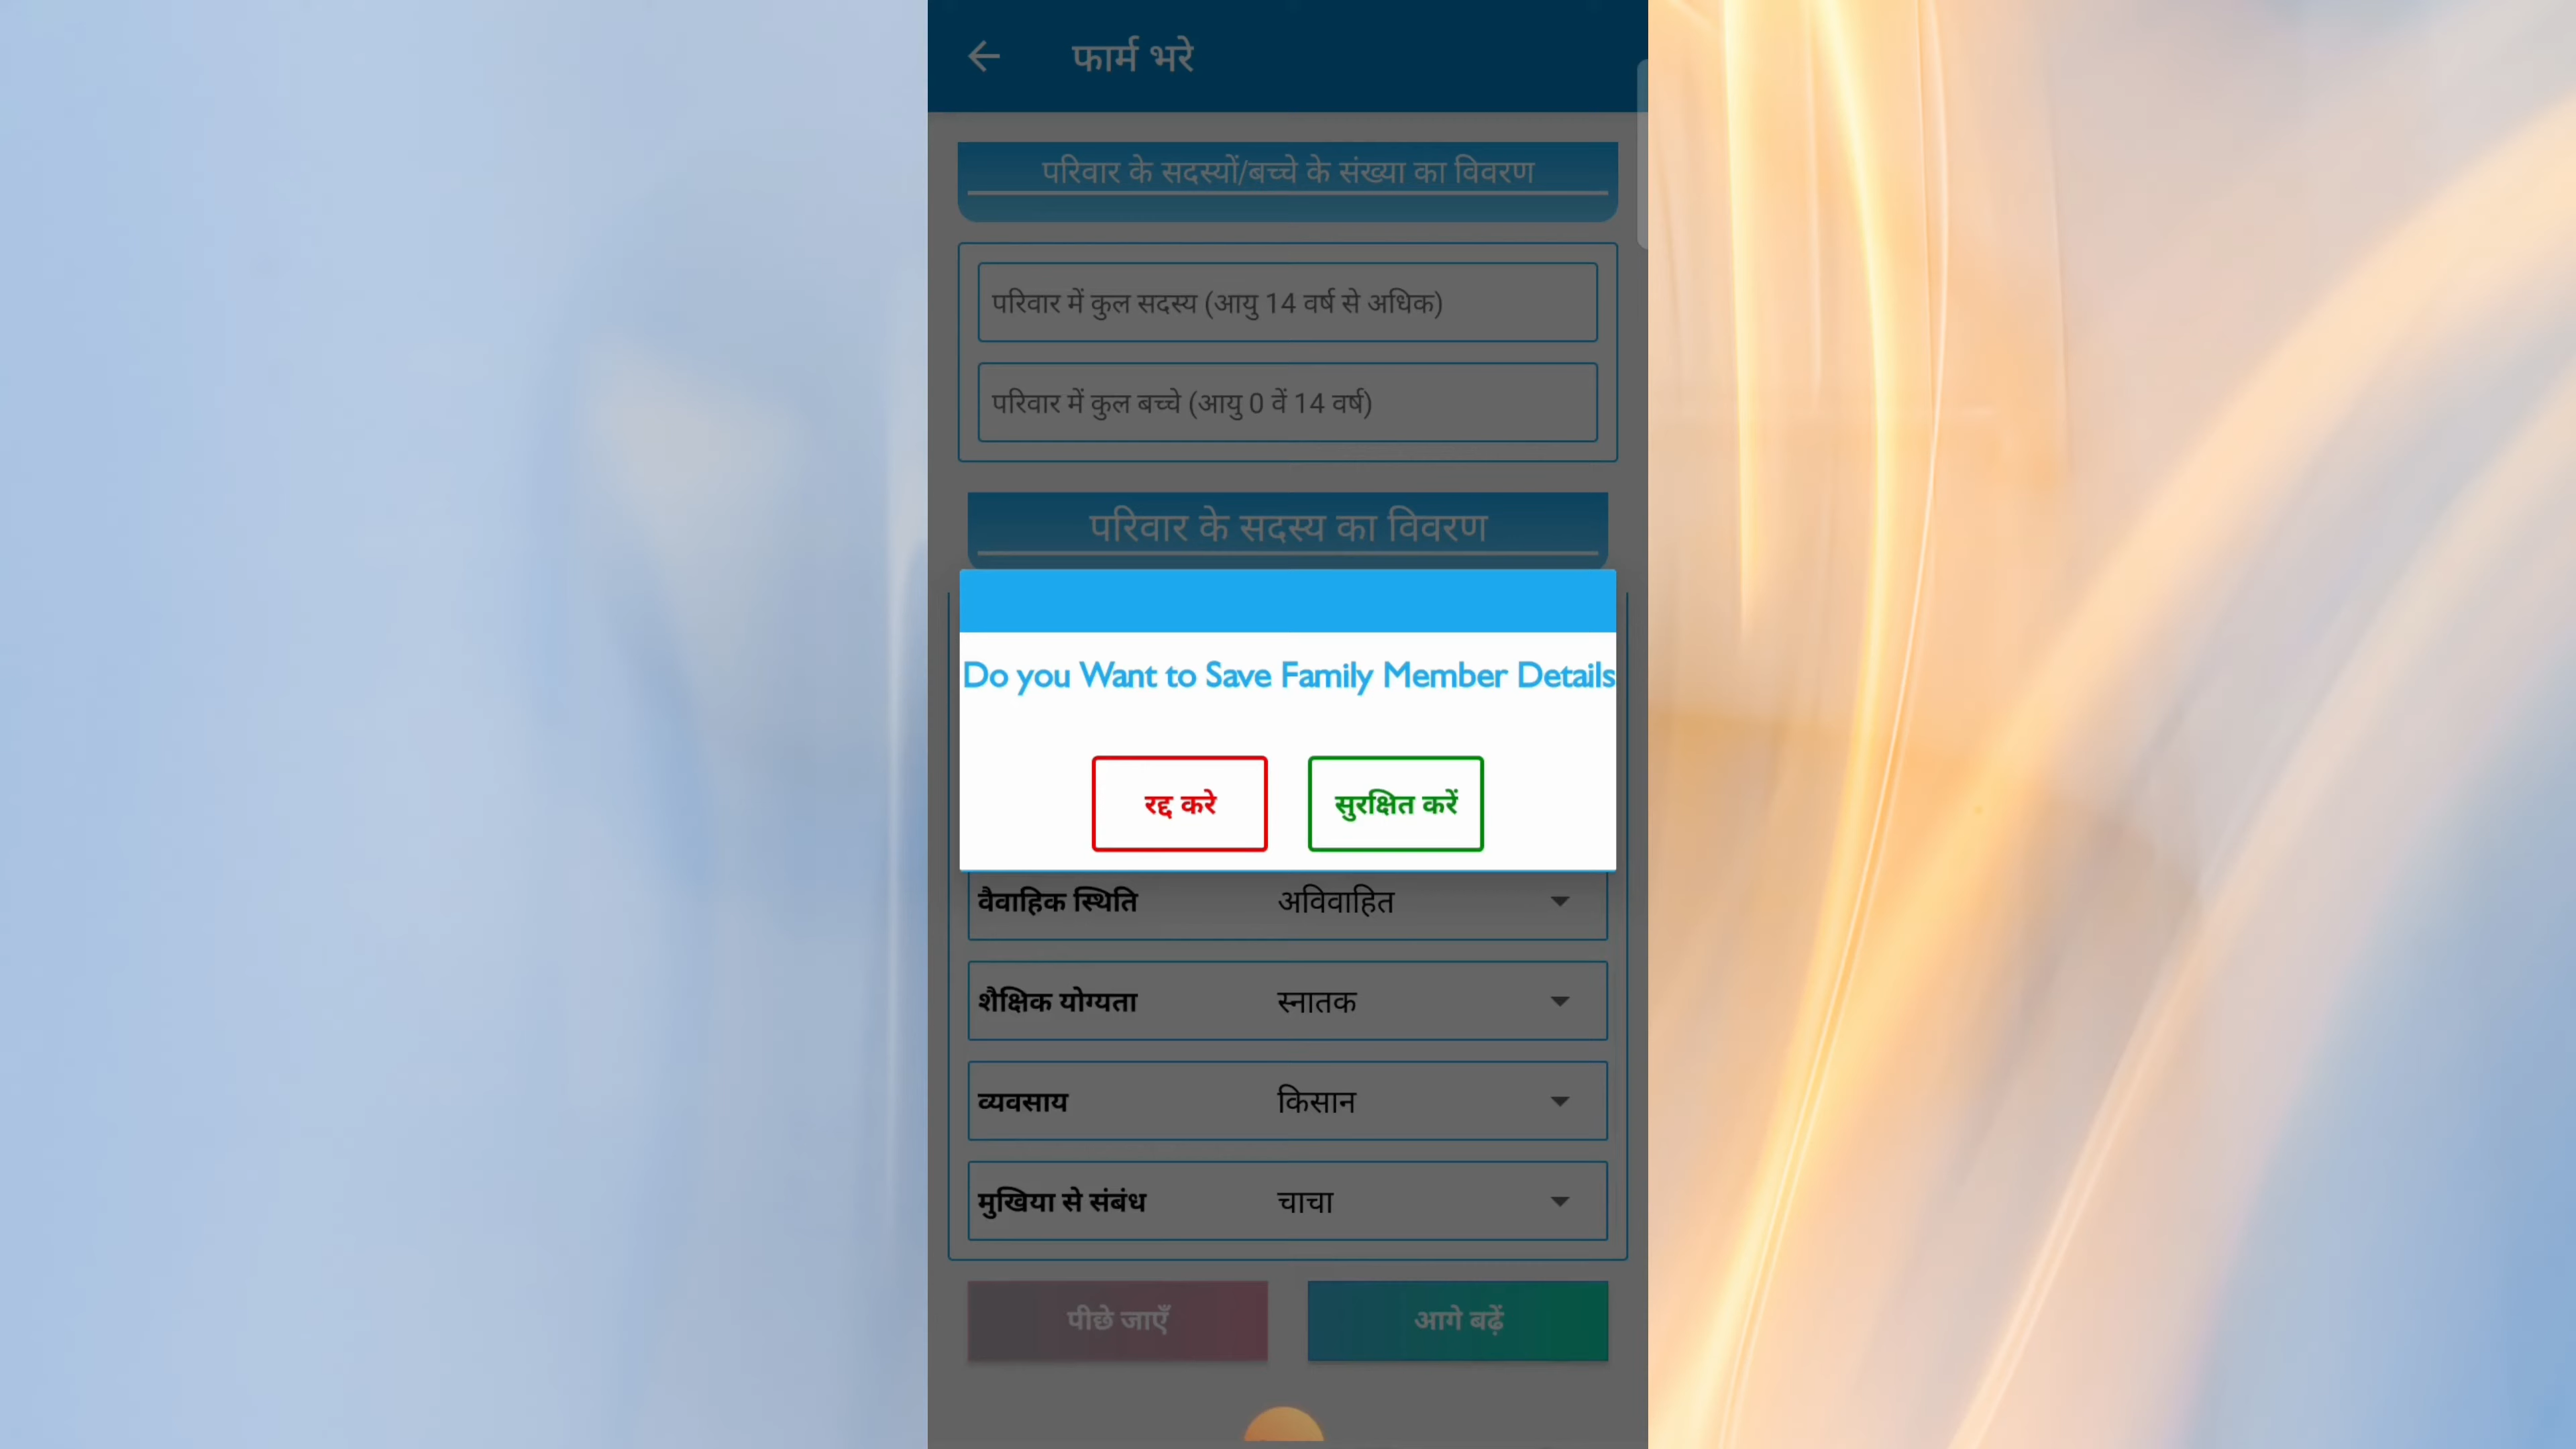 फार्म भरे
परिवार के सदस्यों/बच्चे के संख्या का विवरण
परिवार में कुल सदस्य (आयु 14 वर्ष से अधिक)
परिवार में कुल बच्चे (आयु 0 वें 14 वर्ष)
परिवार के सदस्य का विवरण
Do you Want to Save Family Member Details
रद्द करे सुरक्षित करें
वैवाहिक स्थिति अविवाहित
शैक्षिक योग्यता स्नातक
व्यवसाय किसान
मुखिया से संबंध चाचा
पीछे जाएँ आगे बढ़ें